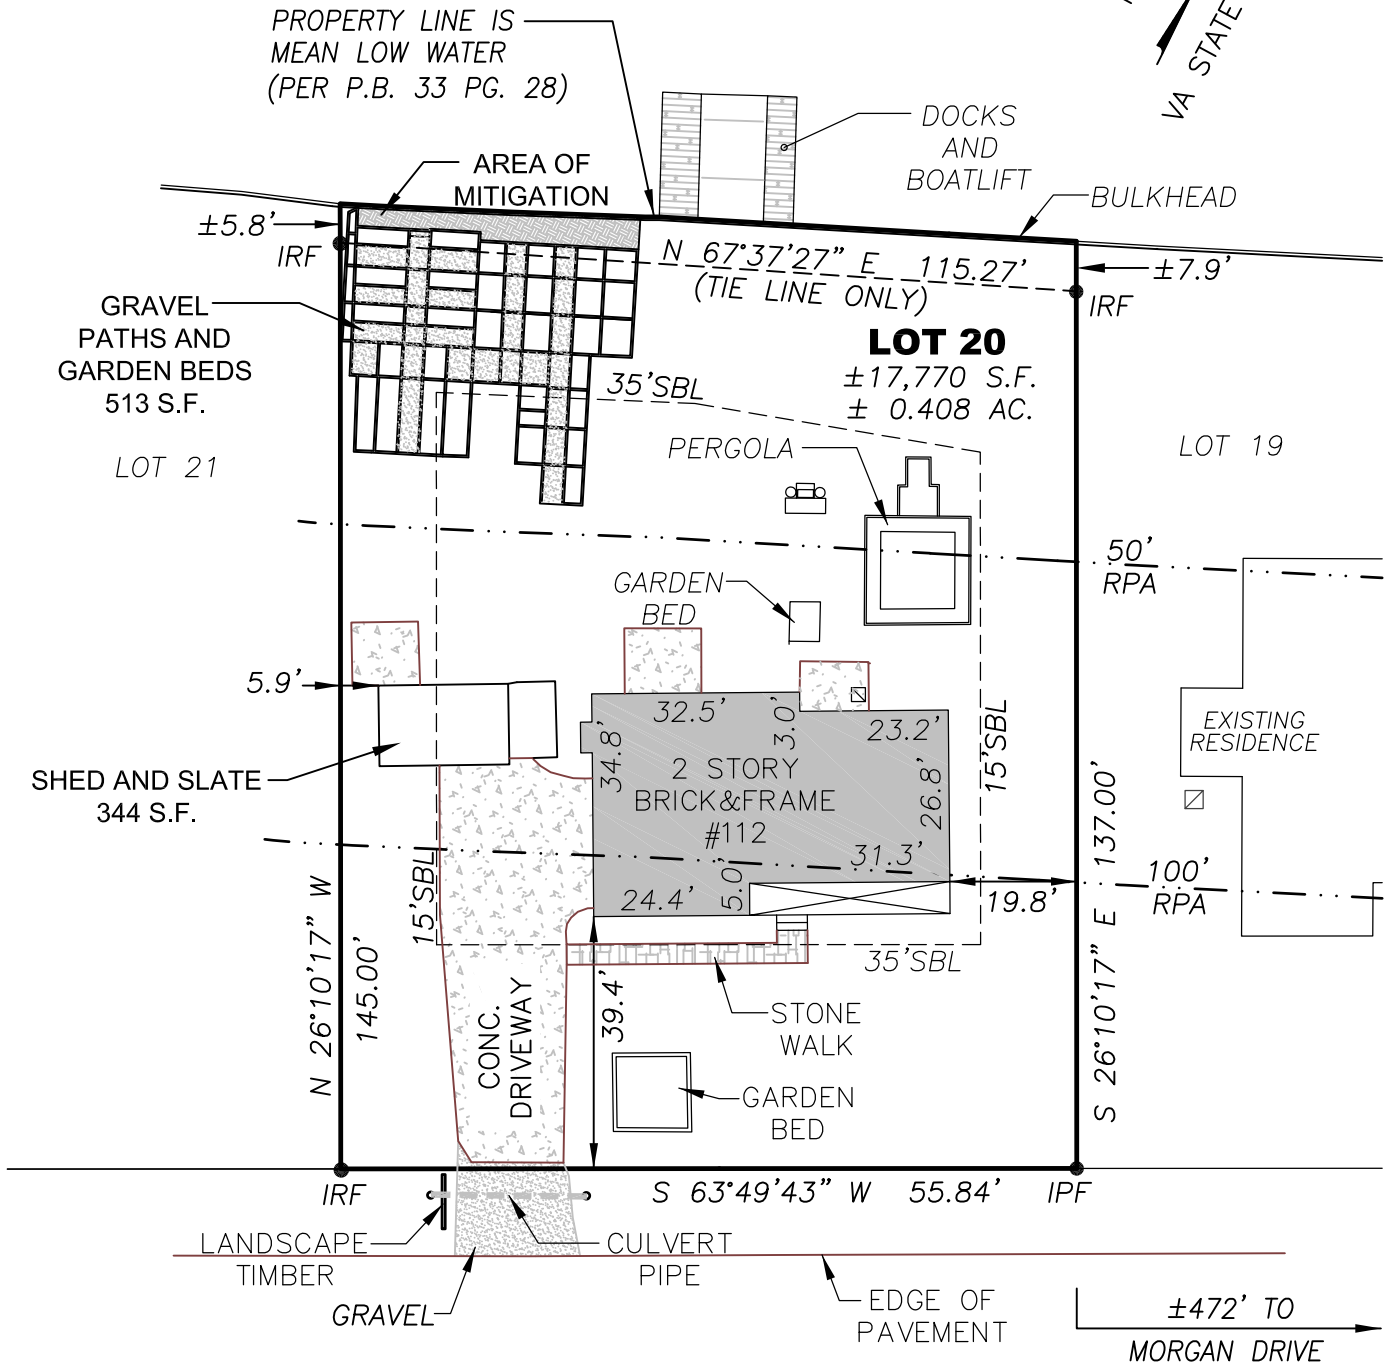 PROPERTY LINE IS
MEAN LOW WATER
(PER P.B. 33 PG. 28)
VA STATE
DOCKS
AND
BOATLIFT
AREA OF
MITIGATION
BULKHEAD
±5.8'
IRF
N 67°37'27" E 115.27'
(TIE LINE ONLY)
±7.9'
IRF
GRAVEL
PATHS AND
GARDEN BEDS
513 S.F.
LOT 20
±17,770 S.F.
± 0.408 AC.
35'SBL
LOT 21
PERGOLA
LOT 19
50'
RPA
GARDEN
BED
5.9'
32.5'
3.0'
23.2'
15'SBL
EXISTING
RESIDENCE
34.8'
2 STORY
BRICK&FRAME
#112
26.8'
SHED AND SLATE
344 S.F.
31.3'
100'
RPA
15'SBL
24.4'
5.0'
19.8'
S 26°10'17" E 137.00'
N 26°10'17" W
145.00'
35'SBL
CONC.
DRIVEWAY
39.4'
STONE
WALK
GARDEN
BED
IRF
S 63°49'43" W 55.84'
IPF
LANDSCAPE
TIMBER
CULVERT
PIPE
GRAVEL
EDGE OF
PAVEMENT
±472' TO
MORGAN DRIVE